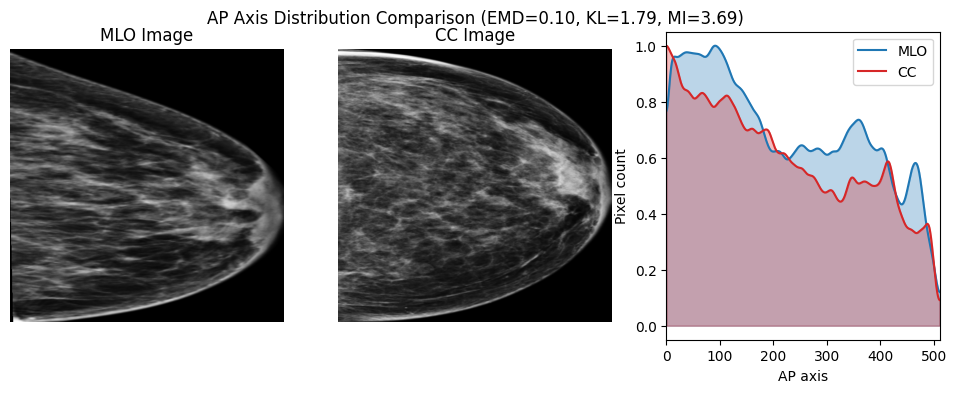 AP Axis Distribution Comparison (EMD=0.10, KL=1.79, MI=3.69)
MLO Image
CC Image
MLO
CC
Pixel count
1.0
0.8
0.6
0.4
0.2
0.0
0 100 200 300 400 500
AP axis